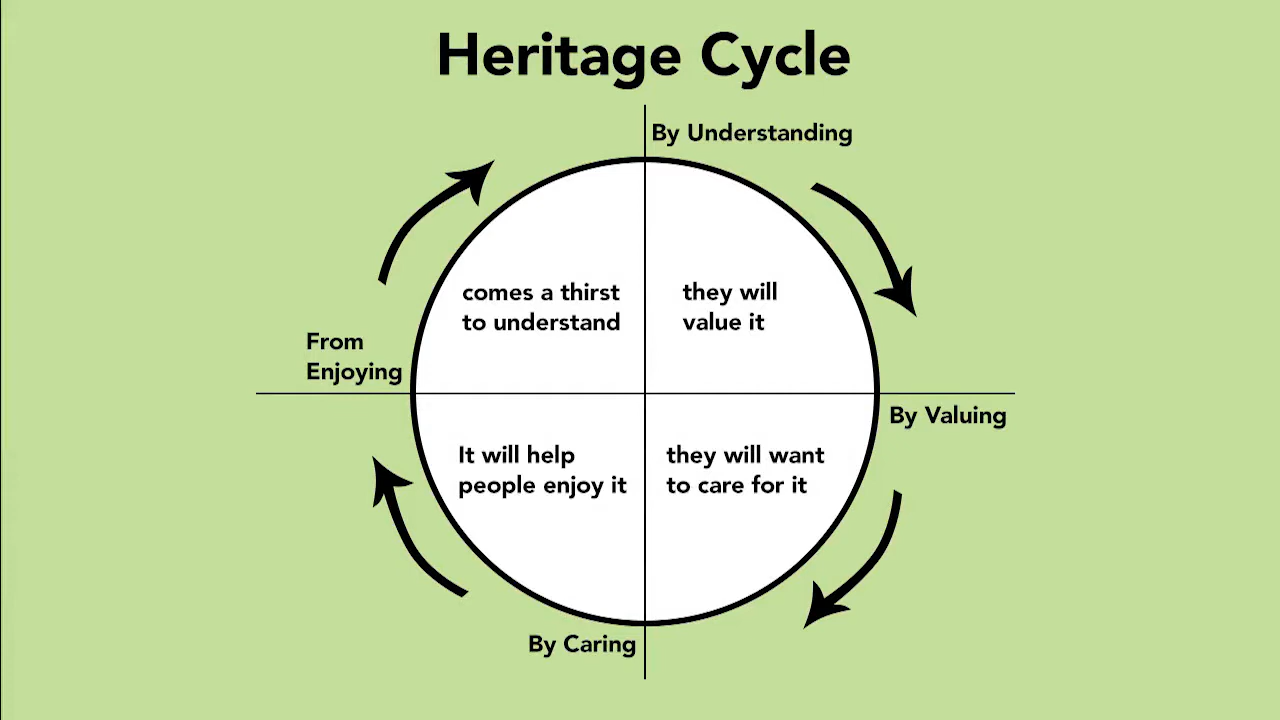 Heritage Cycle
By Understanding
they will
value it
By Valuing
they will want
to care for it
By Caring
It will help
people enjoy it
From
Enjoying
comes a thirst
to understand